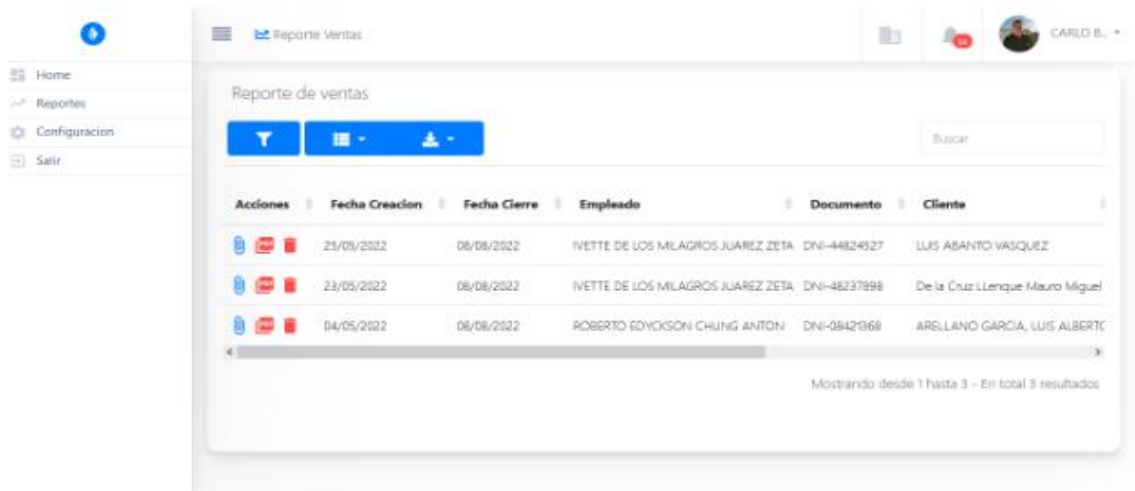 Reporte Ventas
CARLO B..
Home
Reportes
Configuracion
Salir
Reporte de ventas
Buscar
Acciones Fecha Creacion Fecha Cierre Empleado Documento Cliente
PDF 25/05/2022 08/08/2022 IVETTE DE LOS MILAGROS JUAREZ ZETA DNI-44824527 LUIS ABANTO VASQUEZ
PDF 23/05/2022 08/08/2022 IVETTE DE LOS MILAGROS JUAREZ ZETA DNI-48237898 De la Cruz LLenque Mauro Miguel
PDF 04/05/2022 08/08/2022 ROBERTO EDYCKSON CHUNG ANTON DNI-08421368 ARELLANO GARCIA, LUIS ALBERTO
Mostrando desde 1 hasta 3 - En total 3 resultados